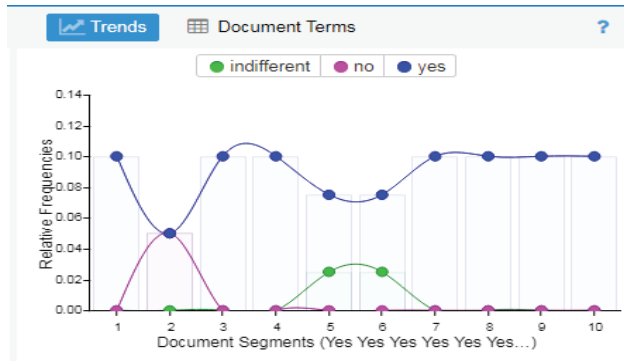 Trends Document Terms ?
indifferent no yes
Relative Frequencies
0.14
0.12
0.10
0.08
0.06
0.04
0.02
0.00
1 2 3 4 5 6 7 8 9 10
Document Segments (Yes Yes Yes Yes Yes Yes...)